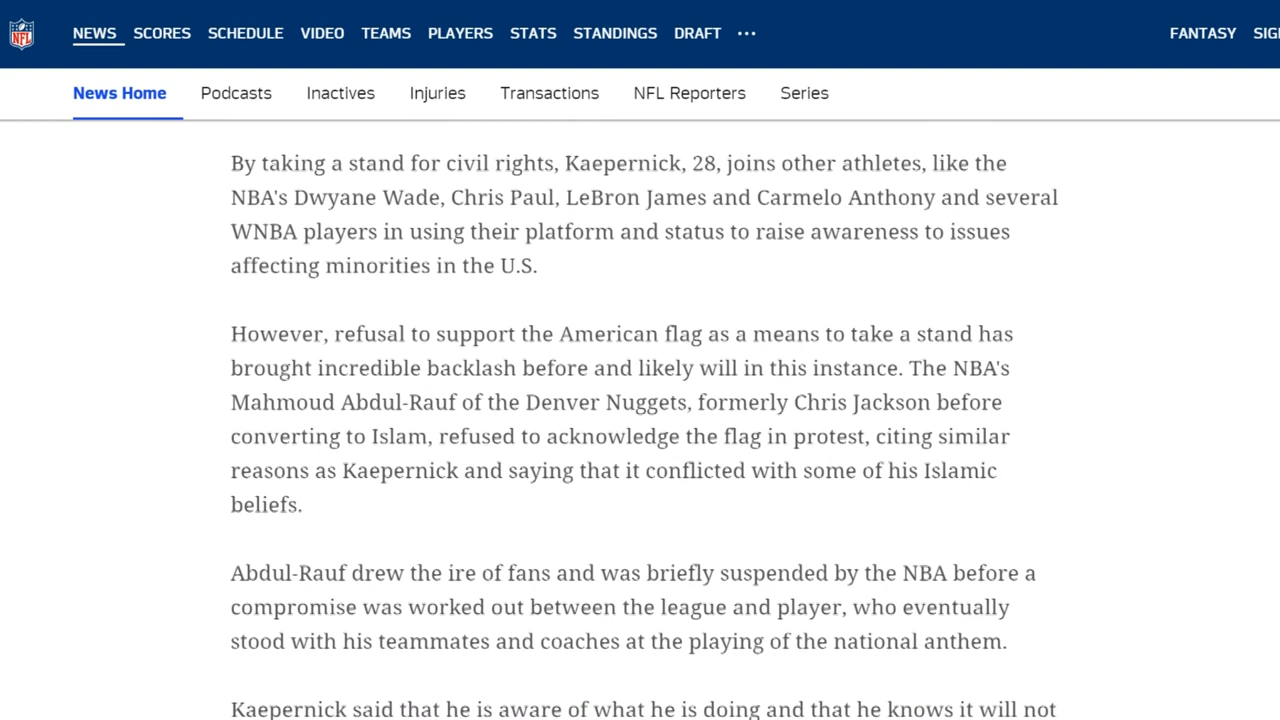 NFL
NEWS SCORES SCHEDULE VIDEO TEAMS PLAYERS STATS STANDINGS DRAFT ••• FANTASY SIG
News Home Podcasts Inactives Injuries Transactions NFL Reporters Series
By taking a stand for civil rights, Kaepernick, 28, joins other athletes, like the
NBA's Dwyane Wade, Chris Paul, LeBron James and Carmelo Anthony and several
WNBA players in using their platform and status to raise awareness to issues
affecting minorities in the U.S.
However, refusal to support the American flag as a means to take a stand has
brought incredible backlash before and likely will in this instance. The NBA's
Mahmoud Abdul-Rauf of the Denver Nuggets, formerly Chris Jackson before
converting to Islam, refused to acknowledge the flag in protest, citing similar
reasons as Kaepernick and saying that it conflicted with some of his Islamic
beliefs.
Abdul-Rauf drew the ire of fans and was briefly suspended by the NBA before a
compromise was worked out between the league and player, who eventually
stood with his teammates and coaches at the playing of the national anthem.
Kaepernick said that he is aware of what he is doing and that he knows it will not